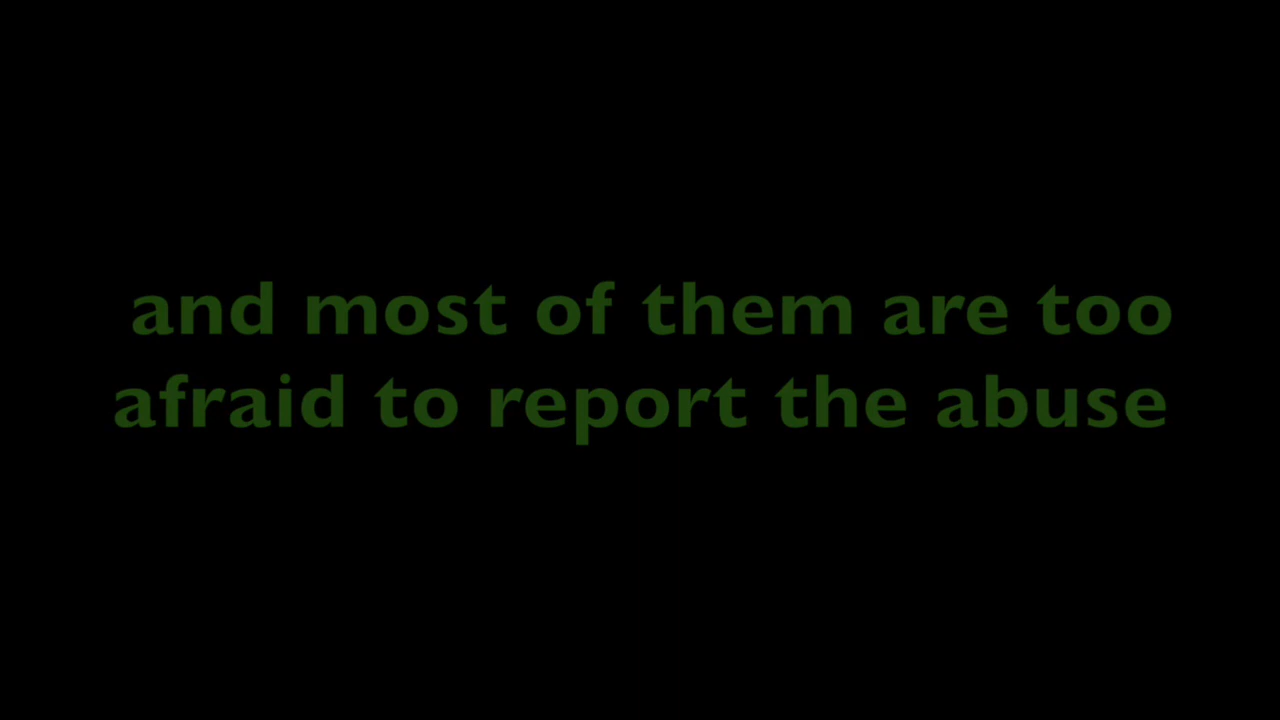 and most of them are too
afraid to report the abuse